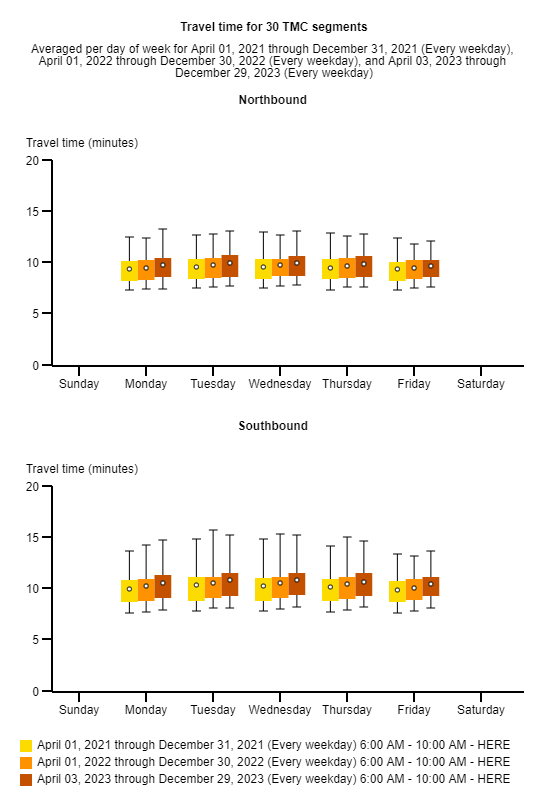 Travel time for 30 TMC segments
Averaged per day of week for April 01, 2021 through December 31, 2021 (Every weekday),
April 01, 2022 through December 30, 2022 (Every weekday), and April 03, 2023 through
December 29, 2023 (Every weekday)
Northbound
Travel time (minutes)
20
15
10
5
0
Sunday Monday Tuesday Wednesday Thursday Friday Saturday
Southbound
Travel time (minutes)
20
15
10
5
0
Sunday Monday Tuesday Wednesday Thursday Friday Saturday
April 01, 2021 through December 31, 2021 (Every weekday) 6:00 AM - 10:00 AM - HERE
April 01, 2022 through December 30, 2022 (Every weekday) 6:00 AM - 10:00 AM - HERE
April 03, 2023 through December 29, 2023 (Every weekday) 6:00 AM - 10:00 AM - HERE